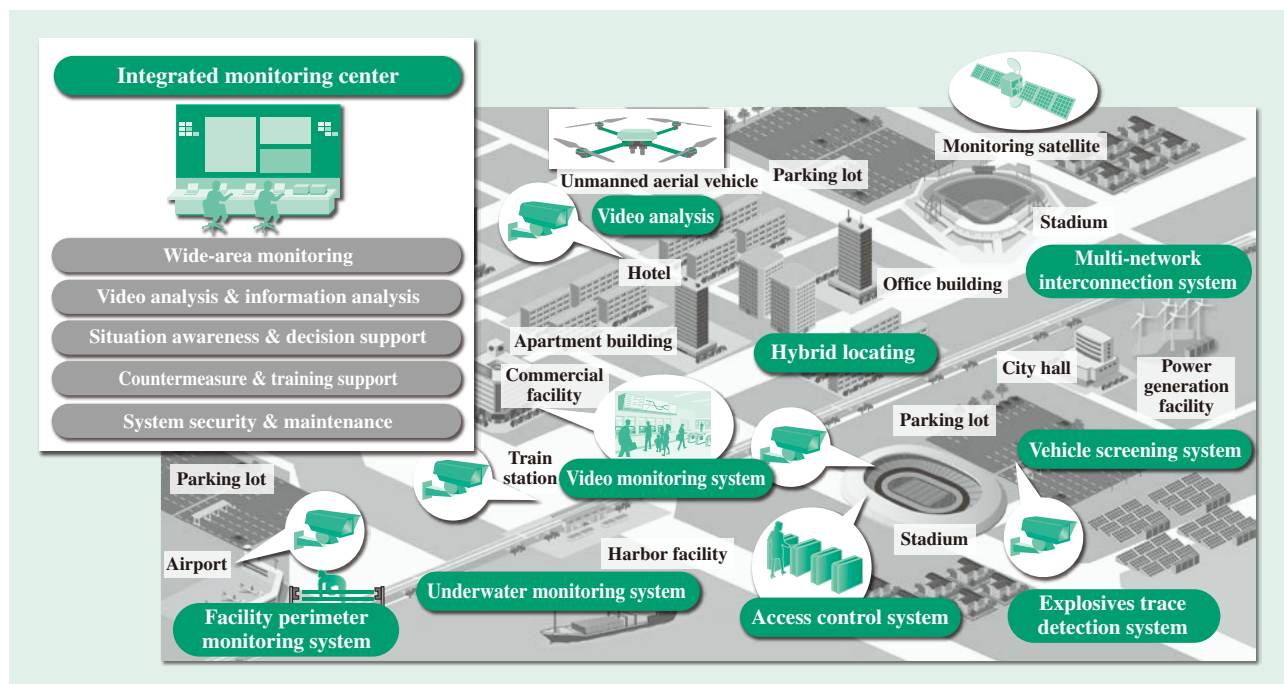 Integrated monitoring center
Wide-area monitoring
Video analysis & information analysis
Situation awareness & decision support
Countermeasure & training support
System security & maintenance
Monitoring satellite
Unmanned aerial vehicle
Parking lot
Video analysis
Stadium
Hotel
Office building
Multi-network
interconnection system
Apartment building
Hybrid locating
Commercial
facility
City hall
Power
generation
facility
Parking lot
Vehicle screening system
Train
station
Video monitoring system
Parking lot
Airport
Harbor facility
Stadium
Facility perimeter
monitoring system
Underwater monitoring system
Access control system
Explosives trace
detection system